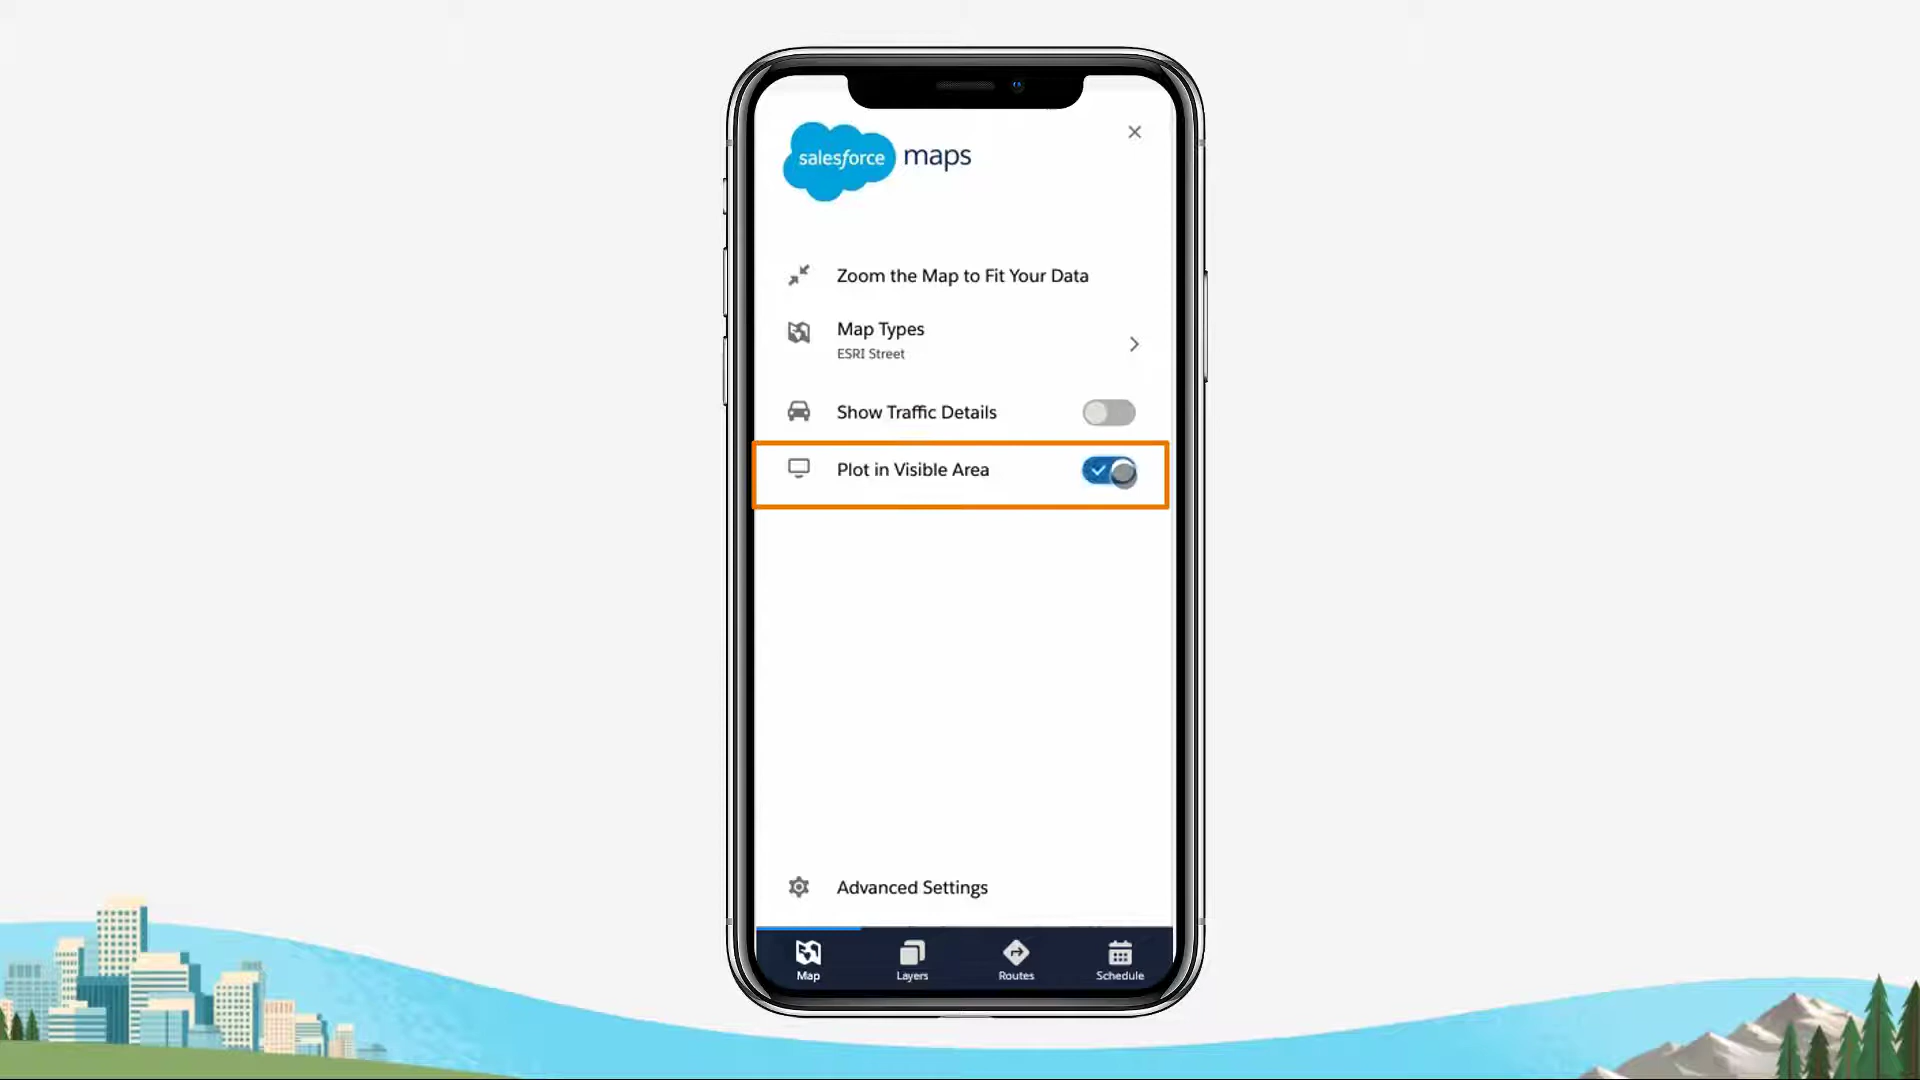 salesforce maps
Zoom the Map to Fit Your Data
Map Types
ESRI Street
Show Traffic Details
Plot in Visible Area
Advanced Settings
Map
Layers
Routes
Schedule